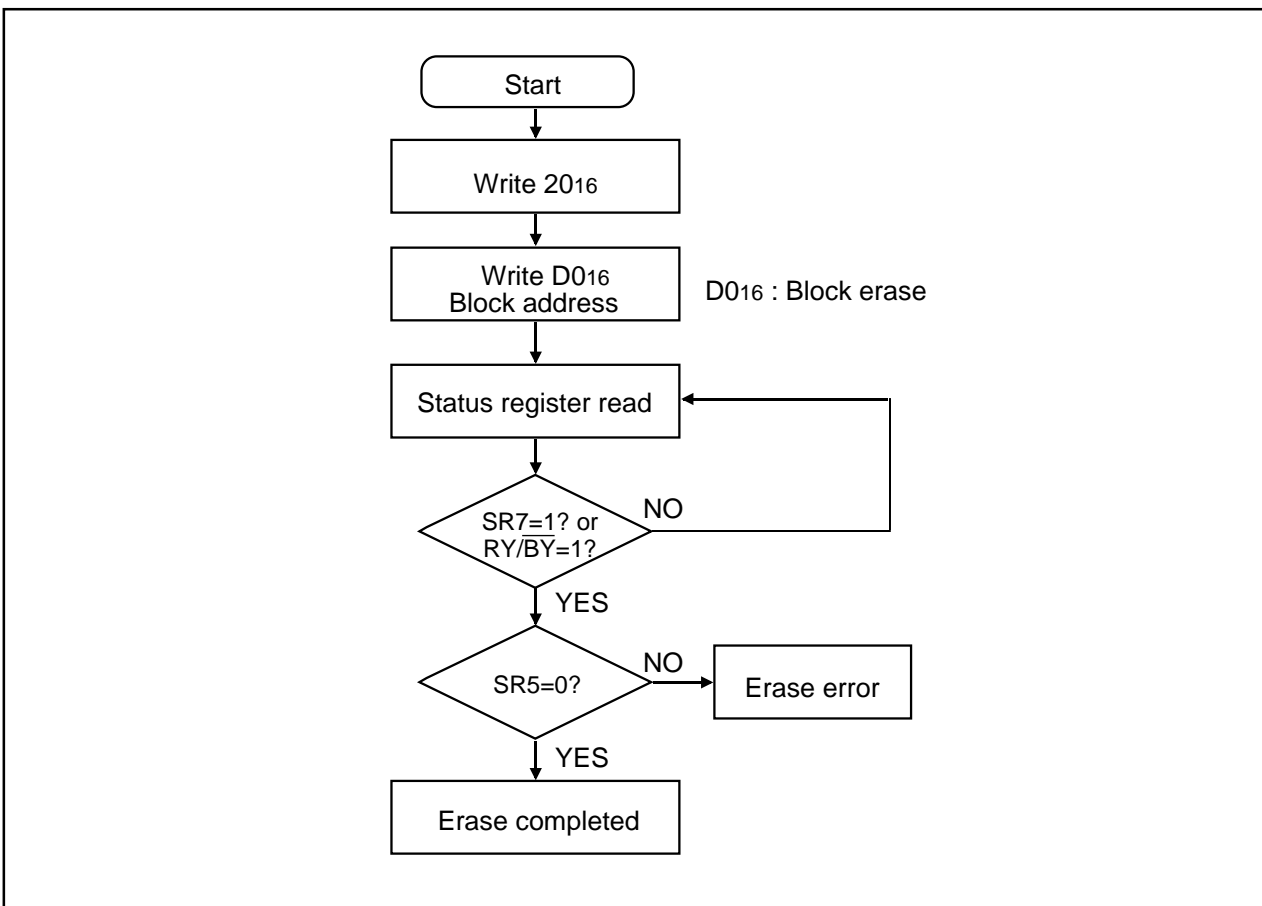 Start
Write 2016
Write D016
Block address
D016 : Block erase
Status register read
SR7=1? or
RY/B̅Y̅=1?
NO
YES
SR5=0?
NO
Erase error
YES
Erase completed